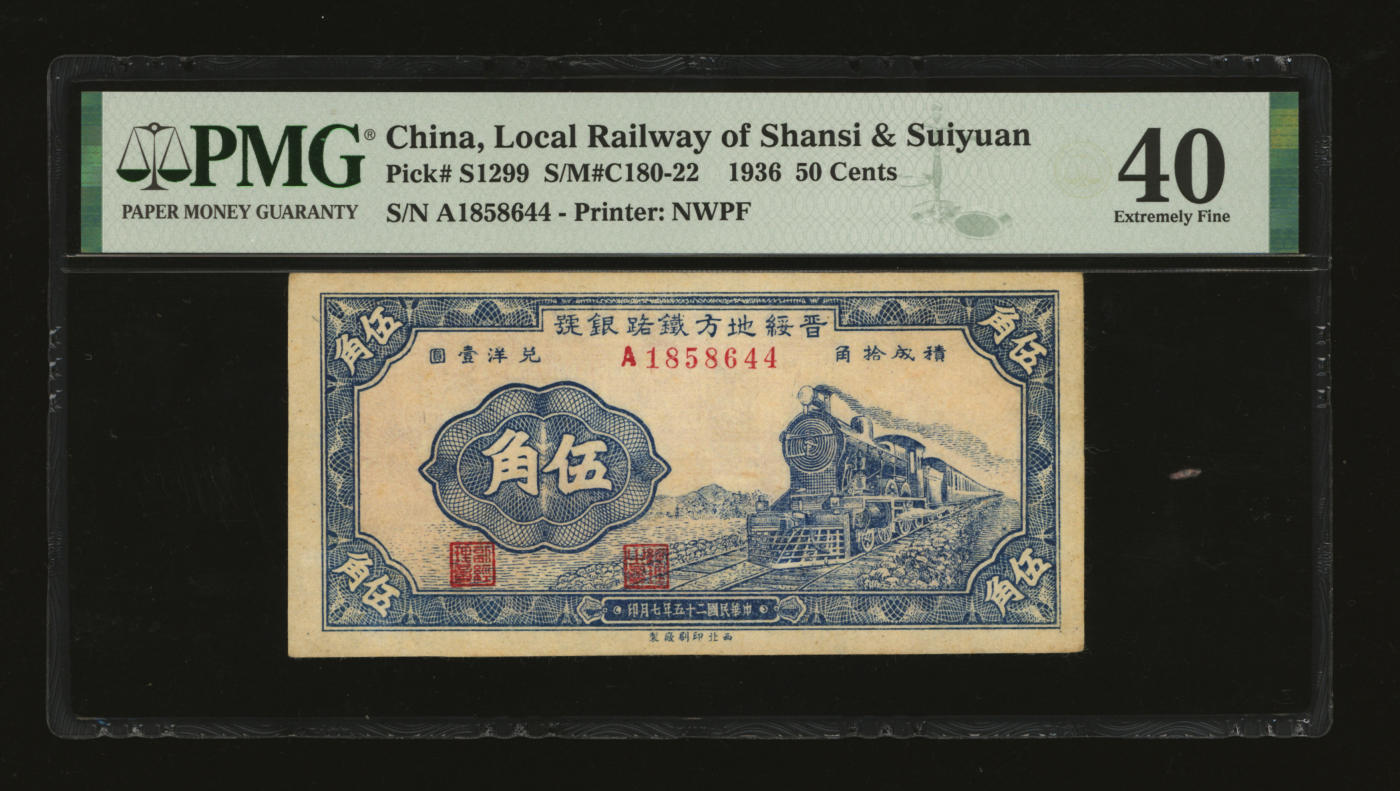 PMG®
PAPER MONEY GUARANTY
China, Local Railway of Shansi & Suiyuan
Pick# S1299 S/M#C180-22 1936 50 Cents
S/N A1858644 - Printer: NWPF
40
Extremely Fine
晋綏地方鐵路銀號
積成拾角
A1858644
兑洋壹圓
伍角
伍角
伍角
伍角
伍角
中華民國二十五年七月印
西北印刷廠製